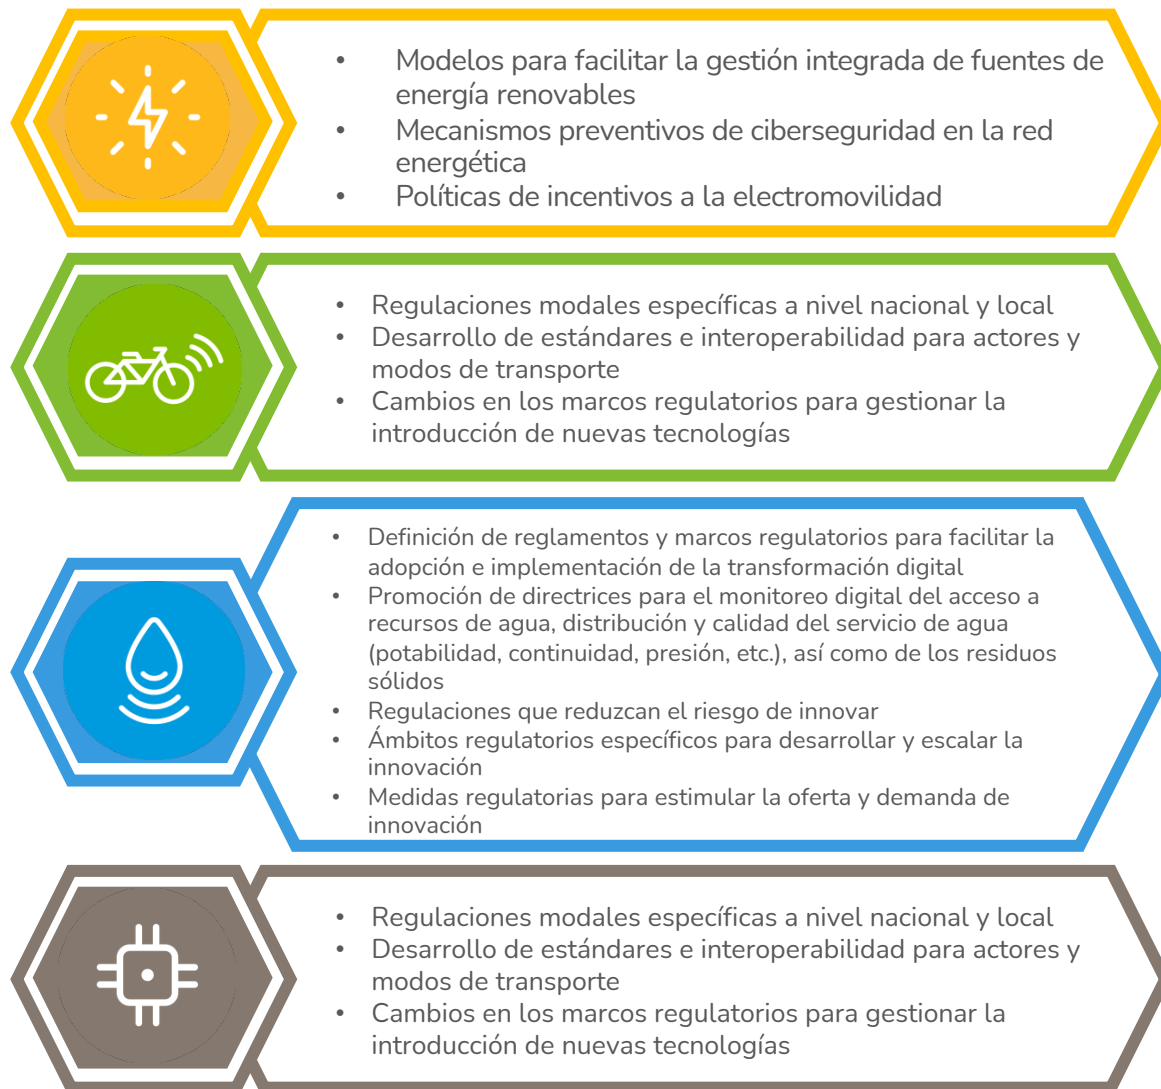 • Modelos para facilitar la gestión integrada de fuentes de
energía renovables
• Mecanismos preventivos de ciberseguridad en la red
energética
• Políticas de incentivos a la electromovilidad
• Regulaciones modales específicas a nivel nacional y local
• Desarrollo de estándares e interoperabilidad para actores y
modos de transporte
• Cambios en los marcos regulatorios para gestionar la
introducción de nuevas tecnologías
• Definición de reglamentos y marcos regulatorios para facilitar la
adopción e implementación de la transformación digital
• Promoción de directrices para el monitoreo digital del acceso a
recursos de agua, distribución y calidad del servicio de agua
(potabilidad, continuidad, presión, etc.), así como de los residuos
sólidos
• Regulaciones que reduzcan el riesgo de innovar
• Ámbitos regulatorios específicos para desarrollar y escalar la
innovación
• Medidas regulatorias para estimular la oferta y demanda de
innovación
• Regulaciones modales específicas a nivel nacional y local
• Desarrollo de estándares e interoperabilidad para actores y
modos de transporte
• Cambios en los marcos regulatorios para gestionar la
introducción de nuevas tecnologías